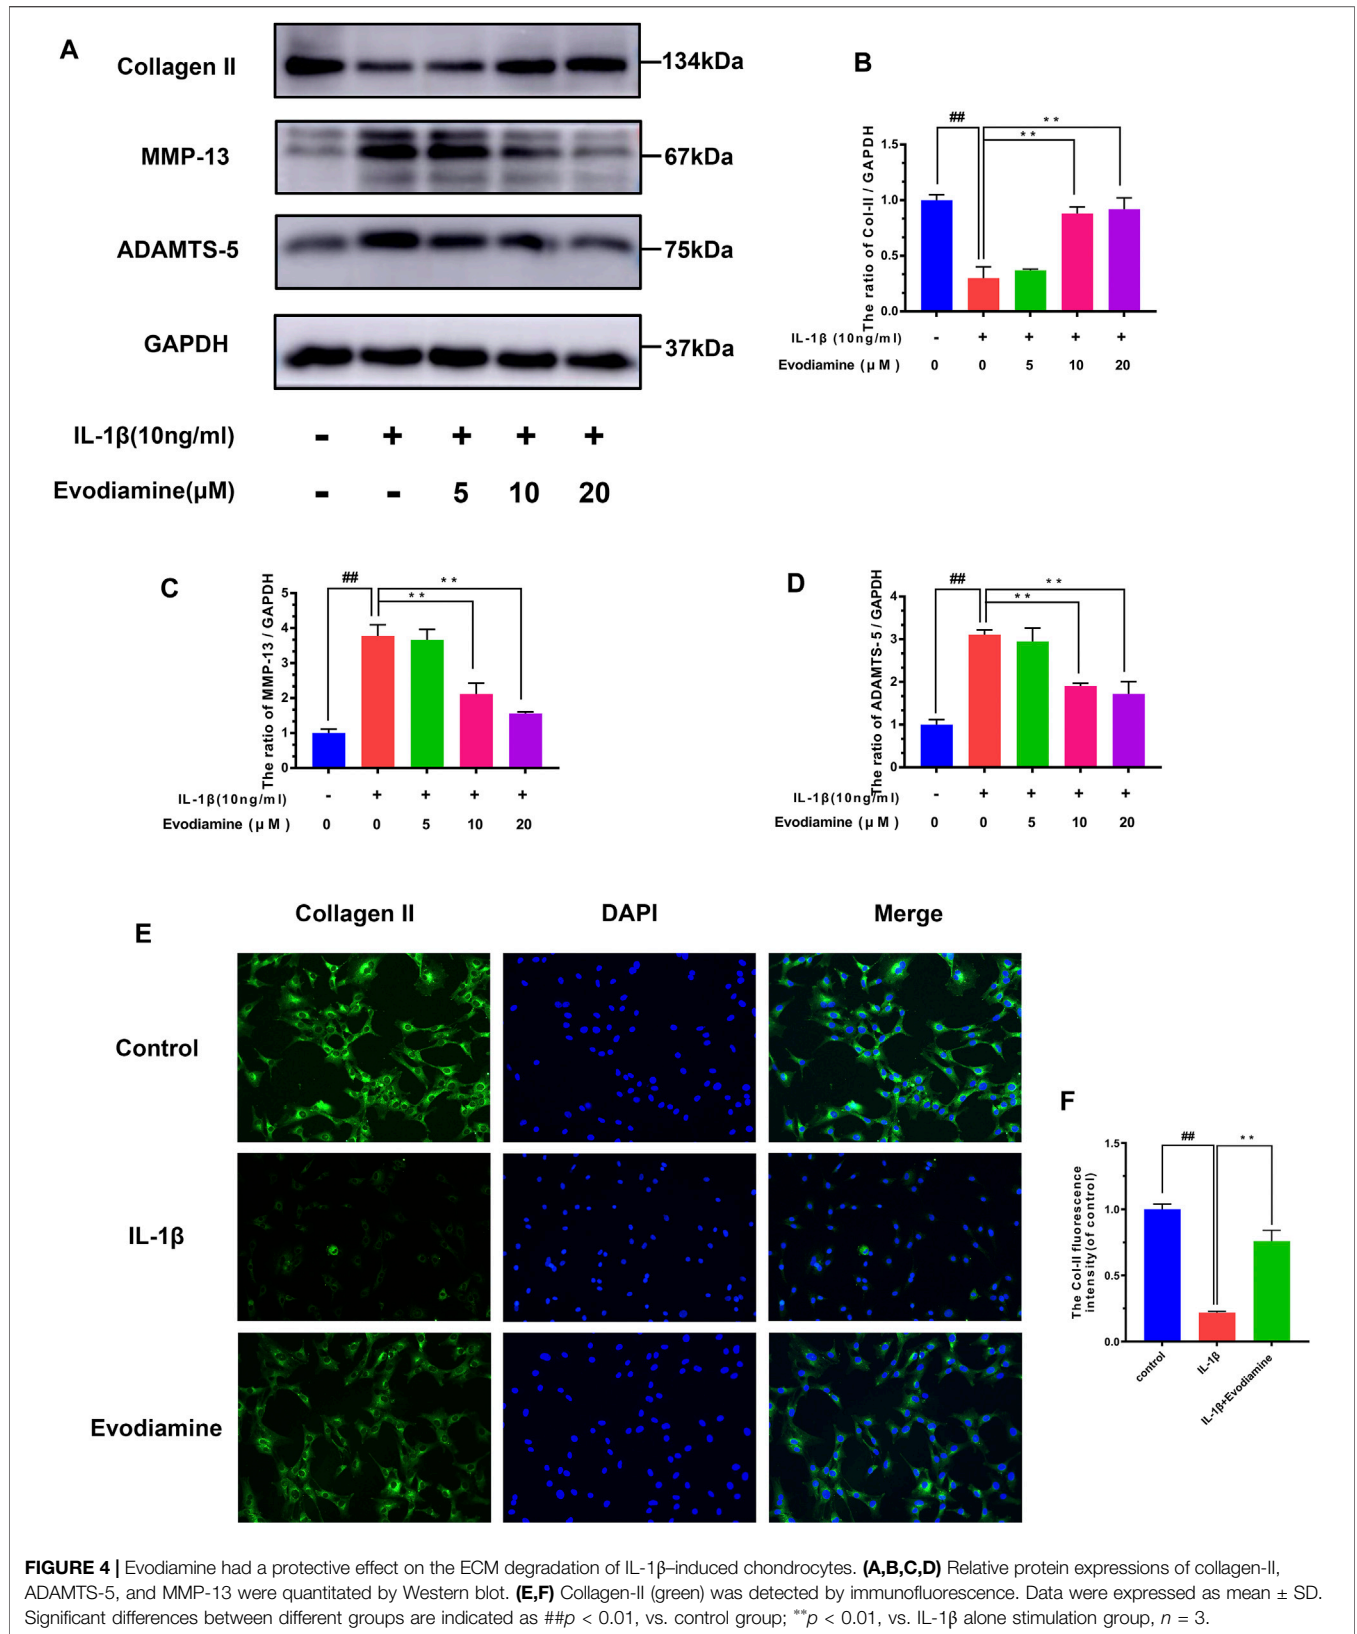 A
Collagen II
134kDa
MMP-13
67kDa
ADAMTS-5
75kDa
GAPDH
37kDa
IL-1β(10ng/ml) - + + + +
Evodiamine(μM) - - 5 10 20
B
The ratio of Col-II / GAPDH
1.5
1.0
0.5
0.0
##
* *
* *
IL-1β (10ng/ml) - + + + +
Evodiamine (μ M ) 0 0 5 10 20
C
The ratio of MMP-13 / GAPDH
5
4
3
2
1
0
##
* *
* *
IL-1β(10ng/ml) - + + + +
Evodiamine (μ M ) 0 0 5 10 20
D
The ratio of ADAMTS-5 / GAPDH
4
3
2
1
0
##
* *
* *
IL-1β(10ng/ml) - + + + +
Evodiamine (μ M ) 0 0 5 10 20
E
Collagen II DAPI Merge
Control
IL-1β
Evodiamine
F
The Col-II fluorescence
intensity(of control)
1.5
1.0
0.5
0.0
##
* *
control
IL-1β
IL-1β+Evodiamine
FIGURE 4 | Evodiamine had a protective effect on the ECM degradation of IL-1β–induced chondrocytes. (A,B,C,D) Relative protein expressions of collagen-II,
ADAMTS-5, and MMP-13 were quantitated by Western blot. (E,F) Collagen-II (green) was detected by immunofluorescence. Data were expressed as mean ± SD.
Significant differences between different groups are indicated as ##p < 0.01, vs. control group; **p < 0.01, vs. IL-1β alone stimulation group, n = 3.